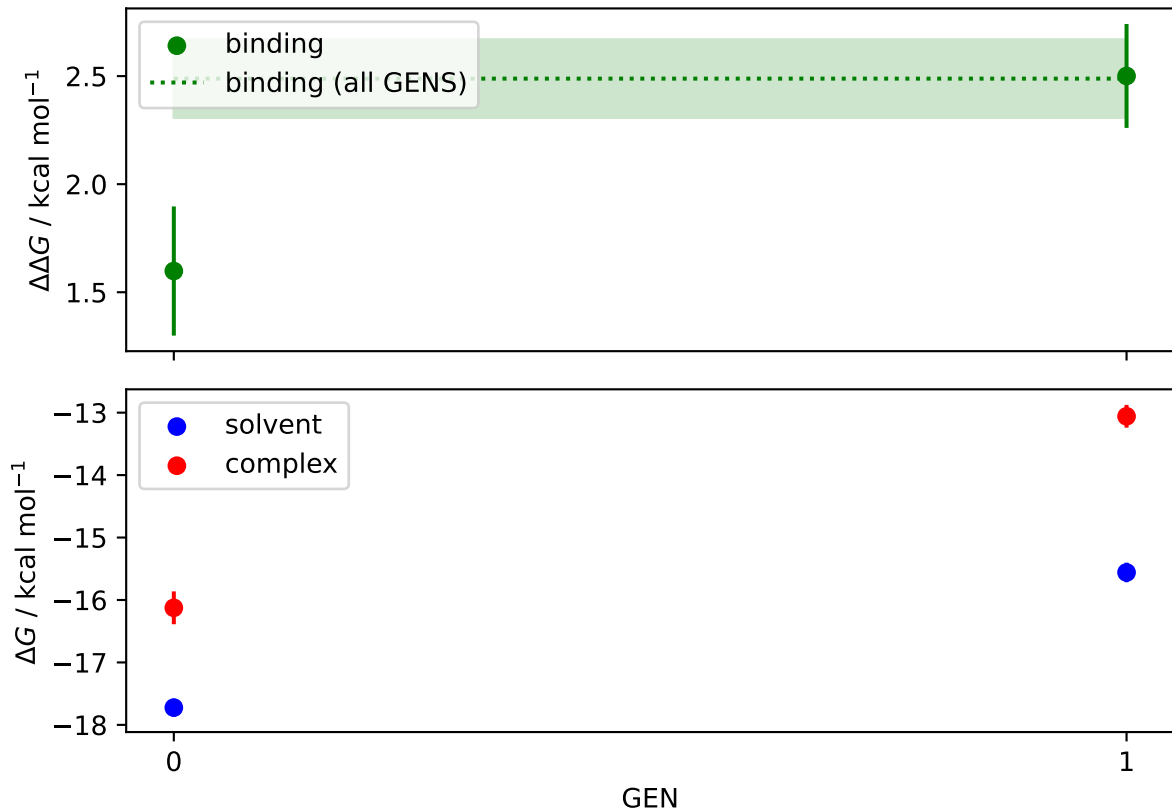 binding
binding (all GENS)
2.5
2.0
1.5
ΔΔG / kcal mol⁻¹
solvent
complex
−13
−14
−15
−16
−17
−18
ΔG / kcal mol⁻¹
0 1
GEN